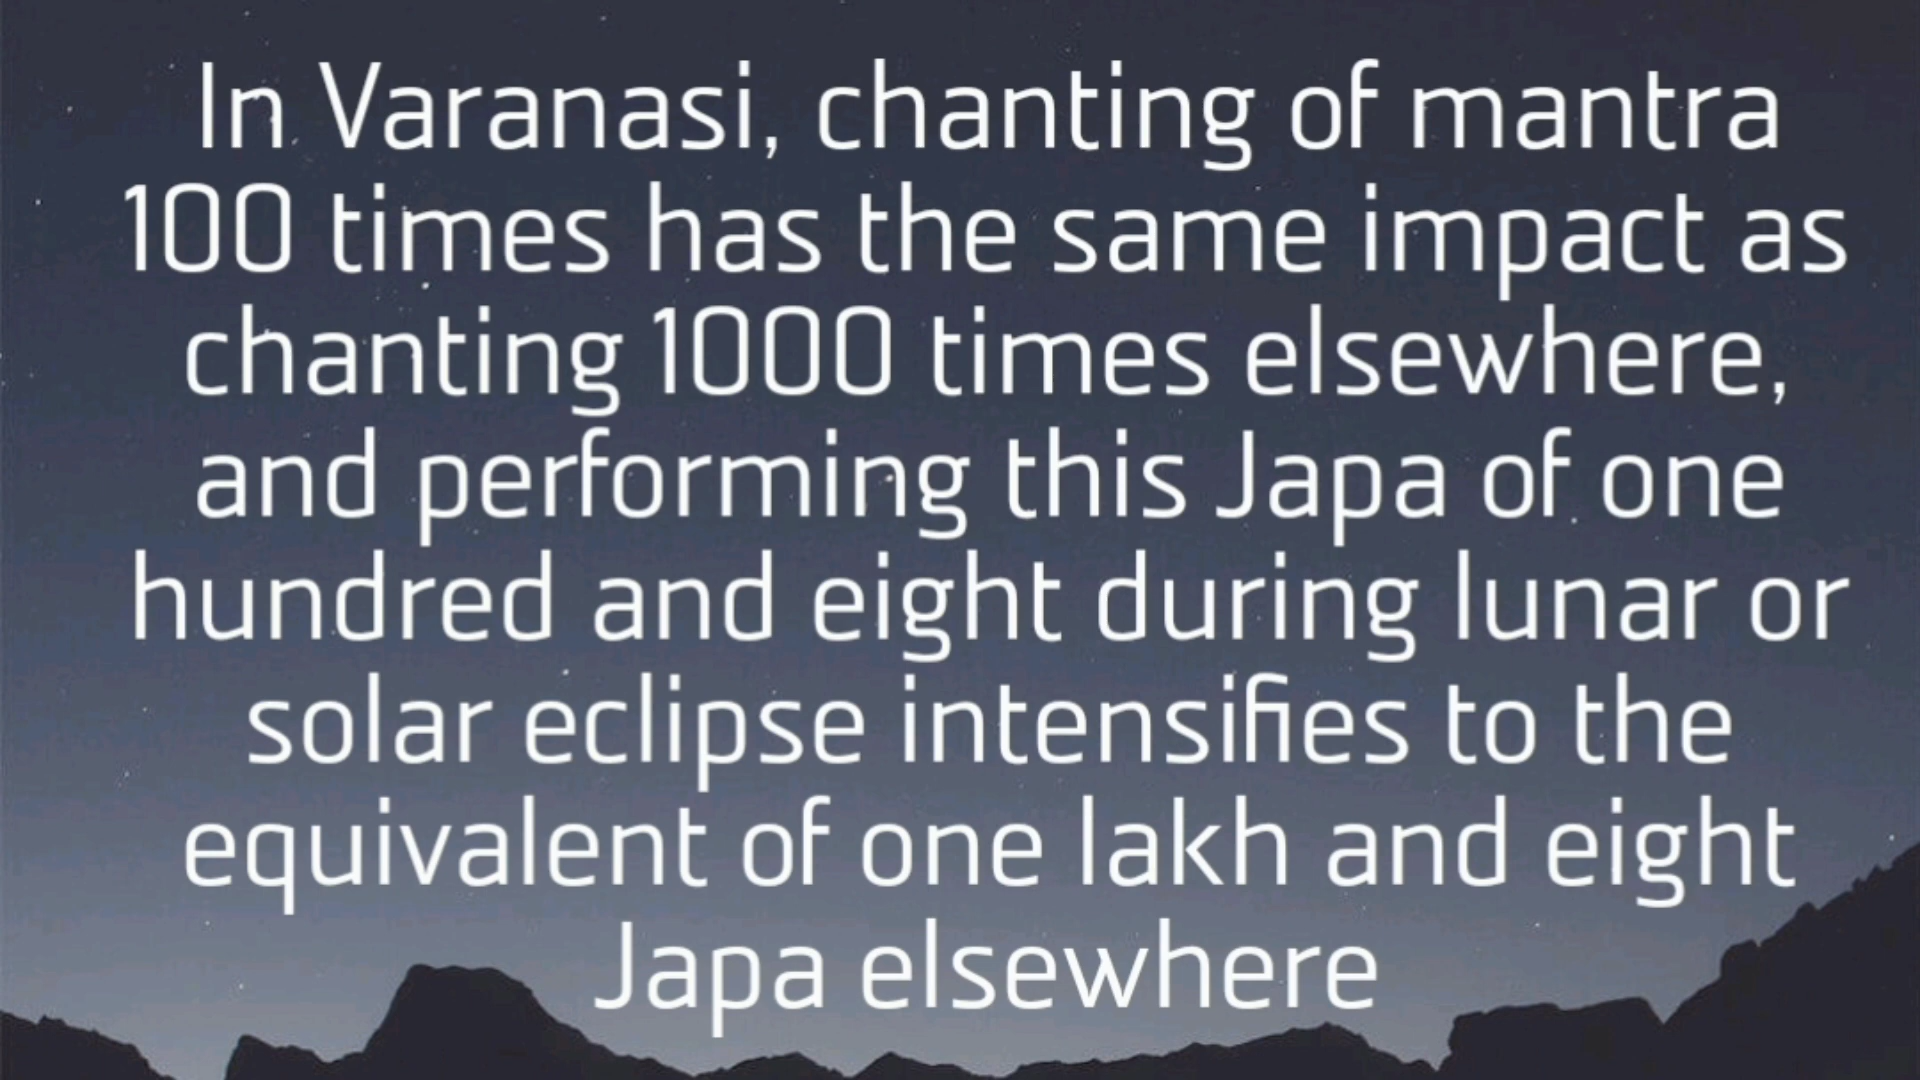 In Varanasi, chanting of mantra
100 times has the same impact as
chanting 1000 times elsewhere,
and performing this Japa of one
hundred and eight during lunar or
solar eclipse intensifies to the
equivalent of one lakh and eight
Japa elsewhere